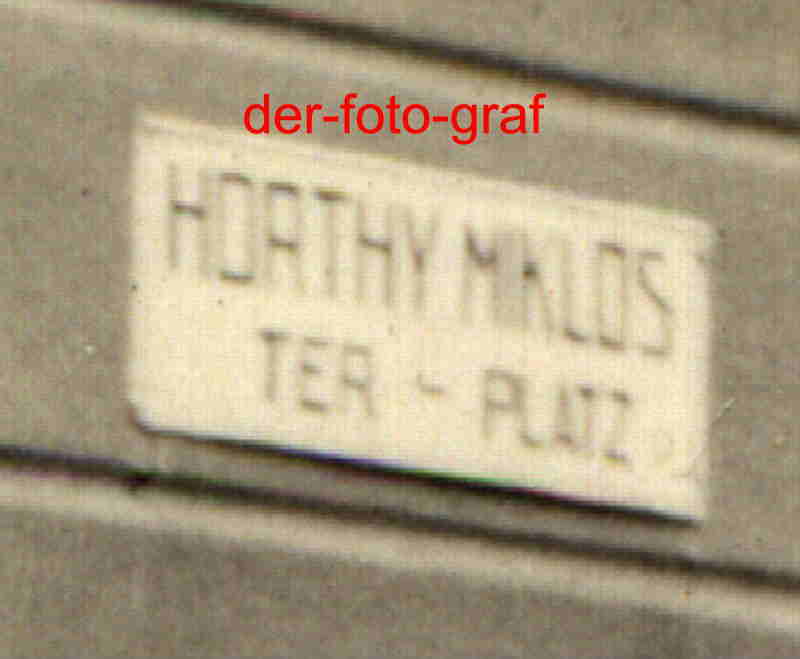 der-foto-graf
HORTHY MIKLOS
TER - PLATZ